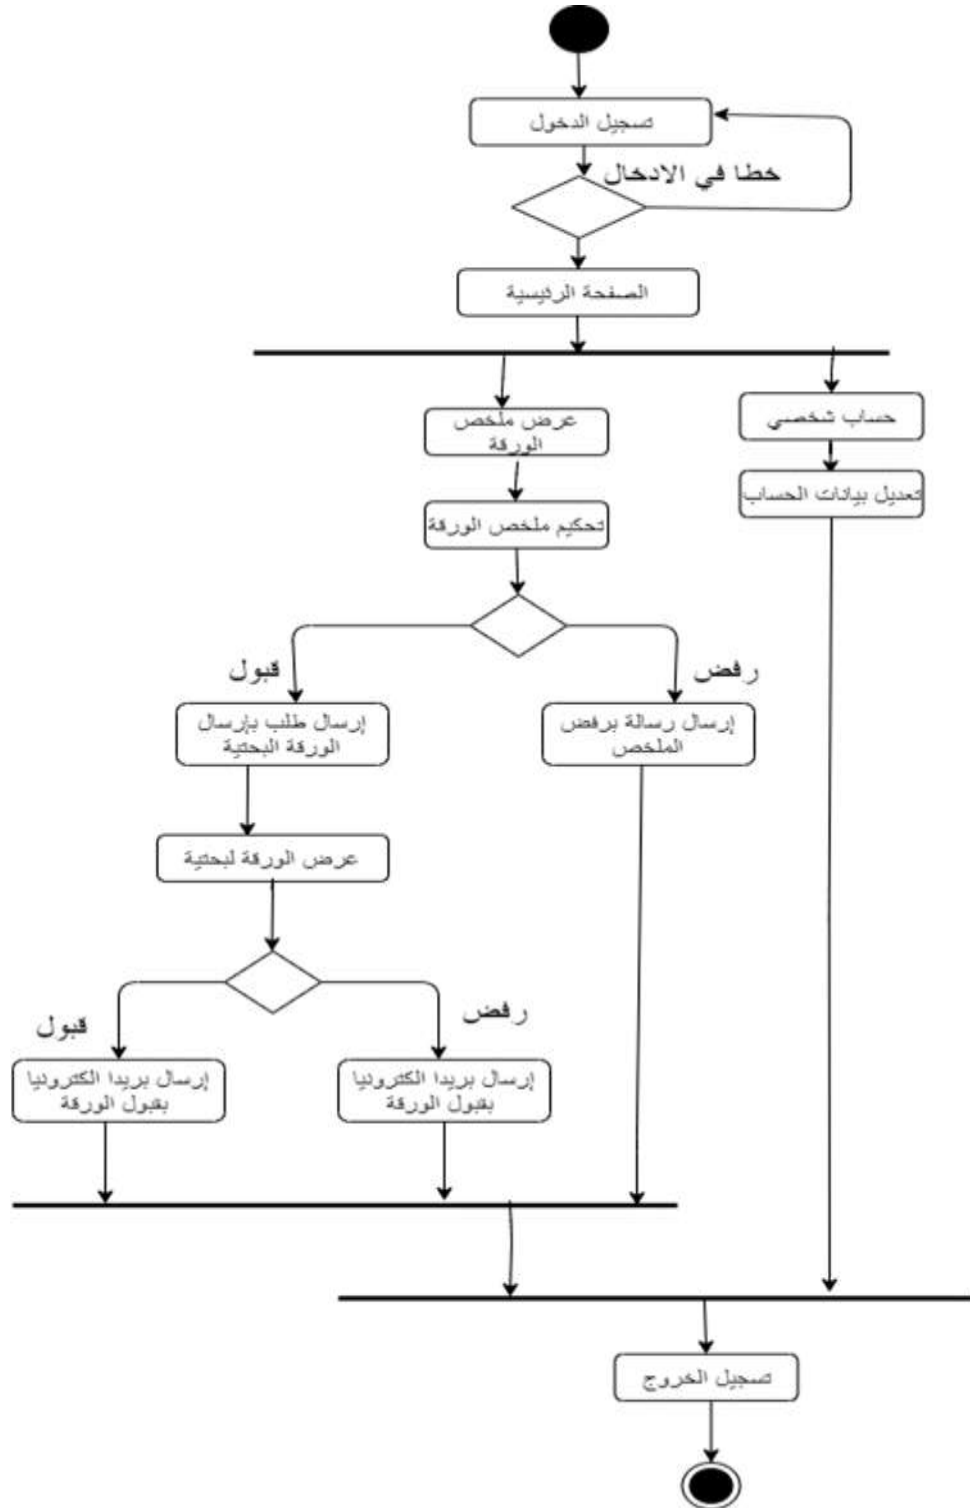 تسجيل الدخول
خطا في الادخال
الصفحة الرئيسية
حساب شخصي
عرض ملخص
الورقة
تعديل بيانات الحساب
تحكيم ملخص الورقة
رفض
قبول
إرسال رسالة برفض
الملخص
إرسال طلب بإرسال
الورقة البحتية
عرض الورقة لبحتية
رفض
قبول
إرسال بريدا الكترونيا
بقبول الورقة
إرسال بريدا الكترونيا
بقبول الورقة
تسجيل الخروج